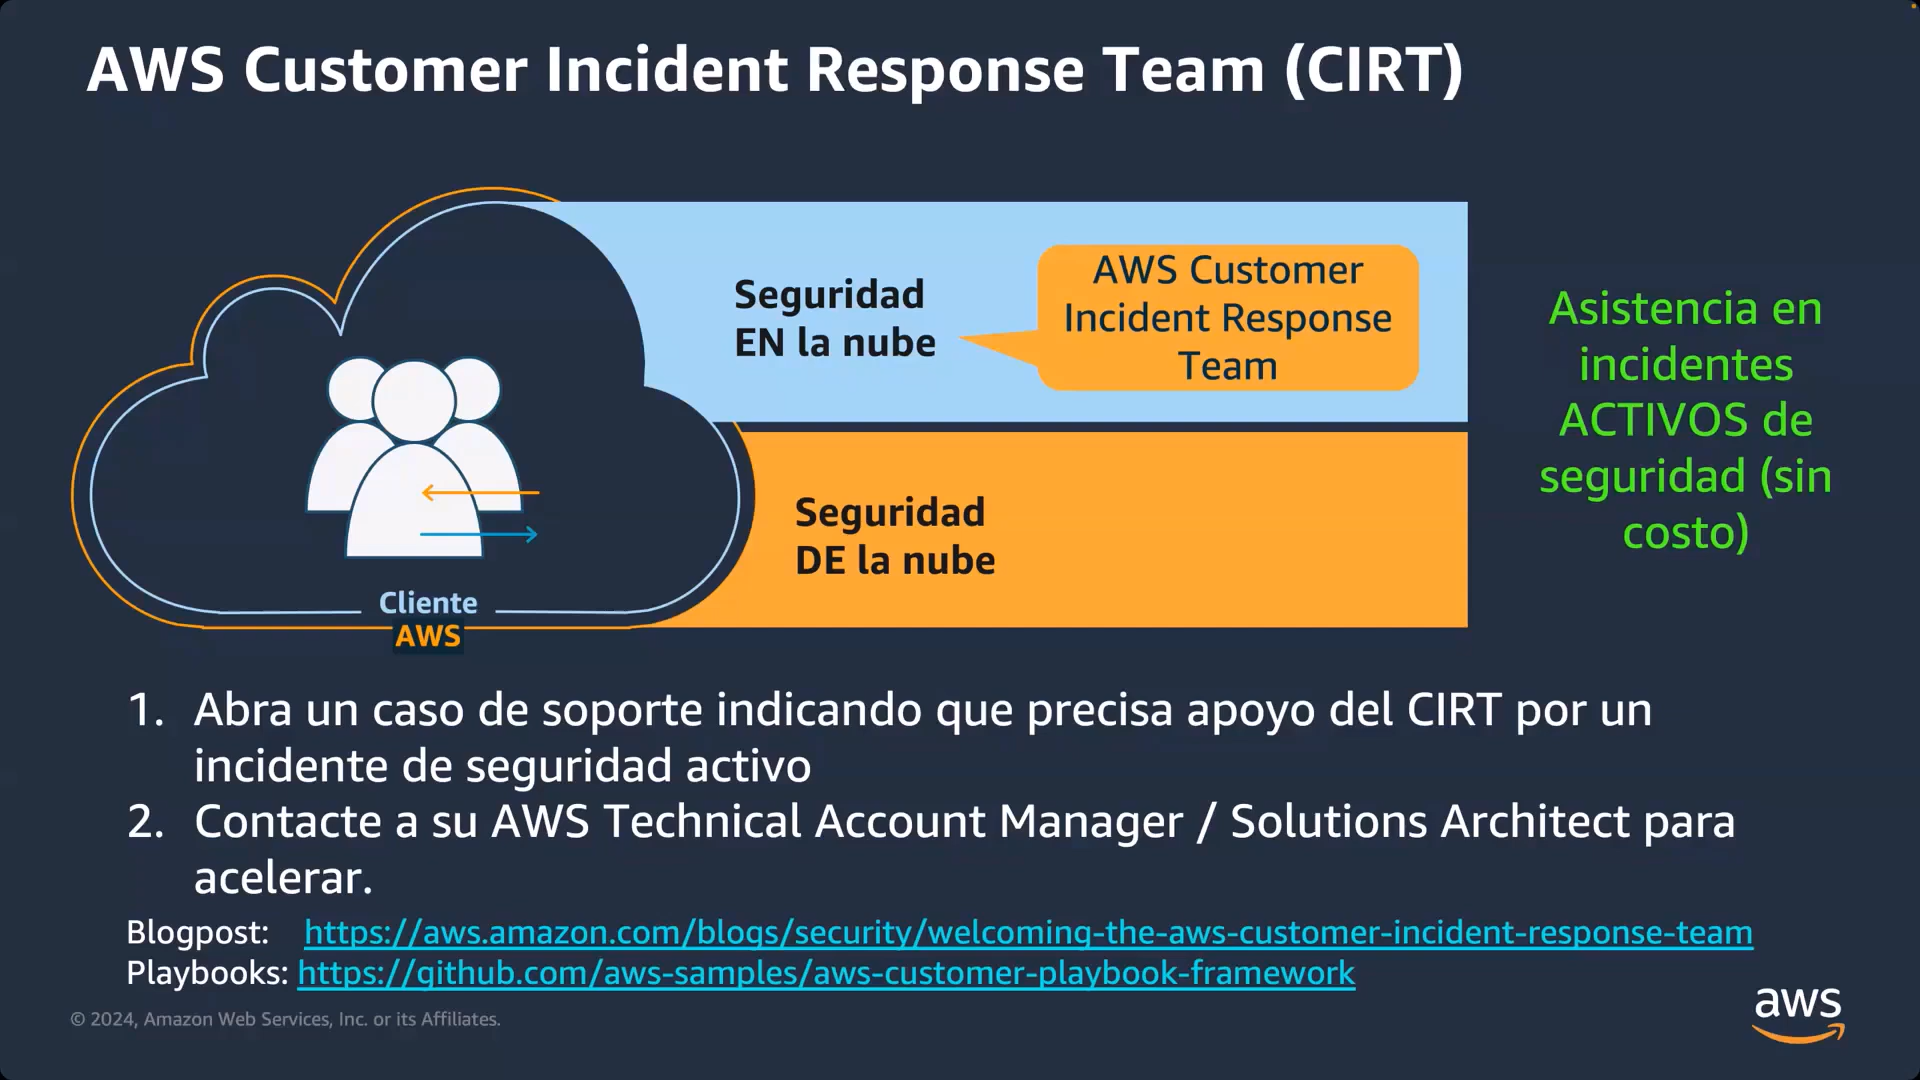 AWS Customer Incident Response Team (CIRT)
Seguridad
EN la nube
AWS Customer
Incident Response
Team
Asistencia en
incidentes
ACTIVOS de
seguridad (sin
costo)
Seguridad
DE la nube
Cliente
AWS
1. Abra un caso de soporte indicando que precisa apoyo del CIRT por un
incidente de seguridad activo
2. Contacte a su AWS Technical Account Manager / Solutions Architect para
acelerar.
Blogpost: https://aws.amazon.com/blogs/security/welcoming-the-aws-customer-incident-response-team
Playbooks: https://github.com/aws-samples/aws-customer-playbook-framework
© 2024, Amazon Web Services, Inc. or its Affiliates.
aws